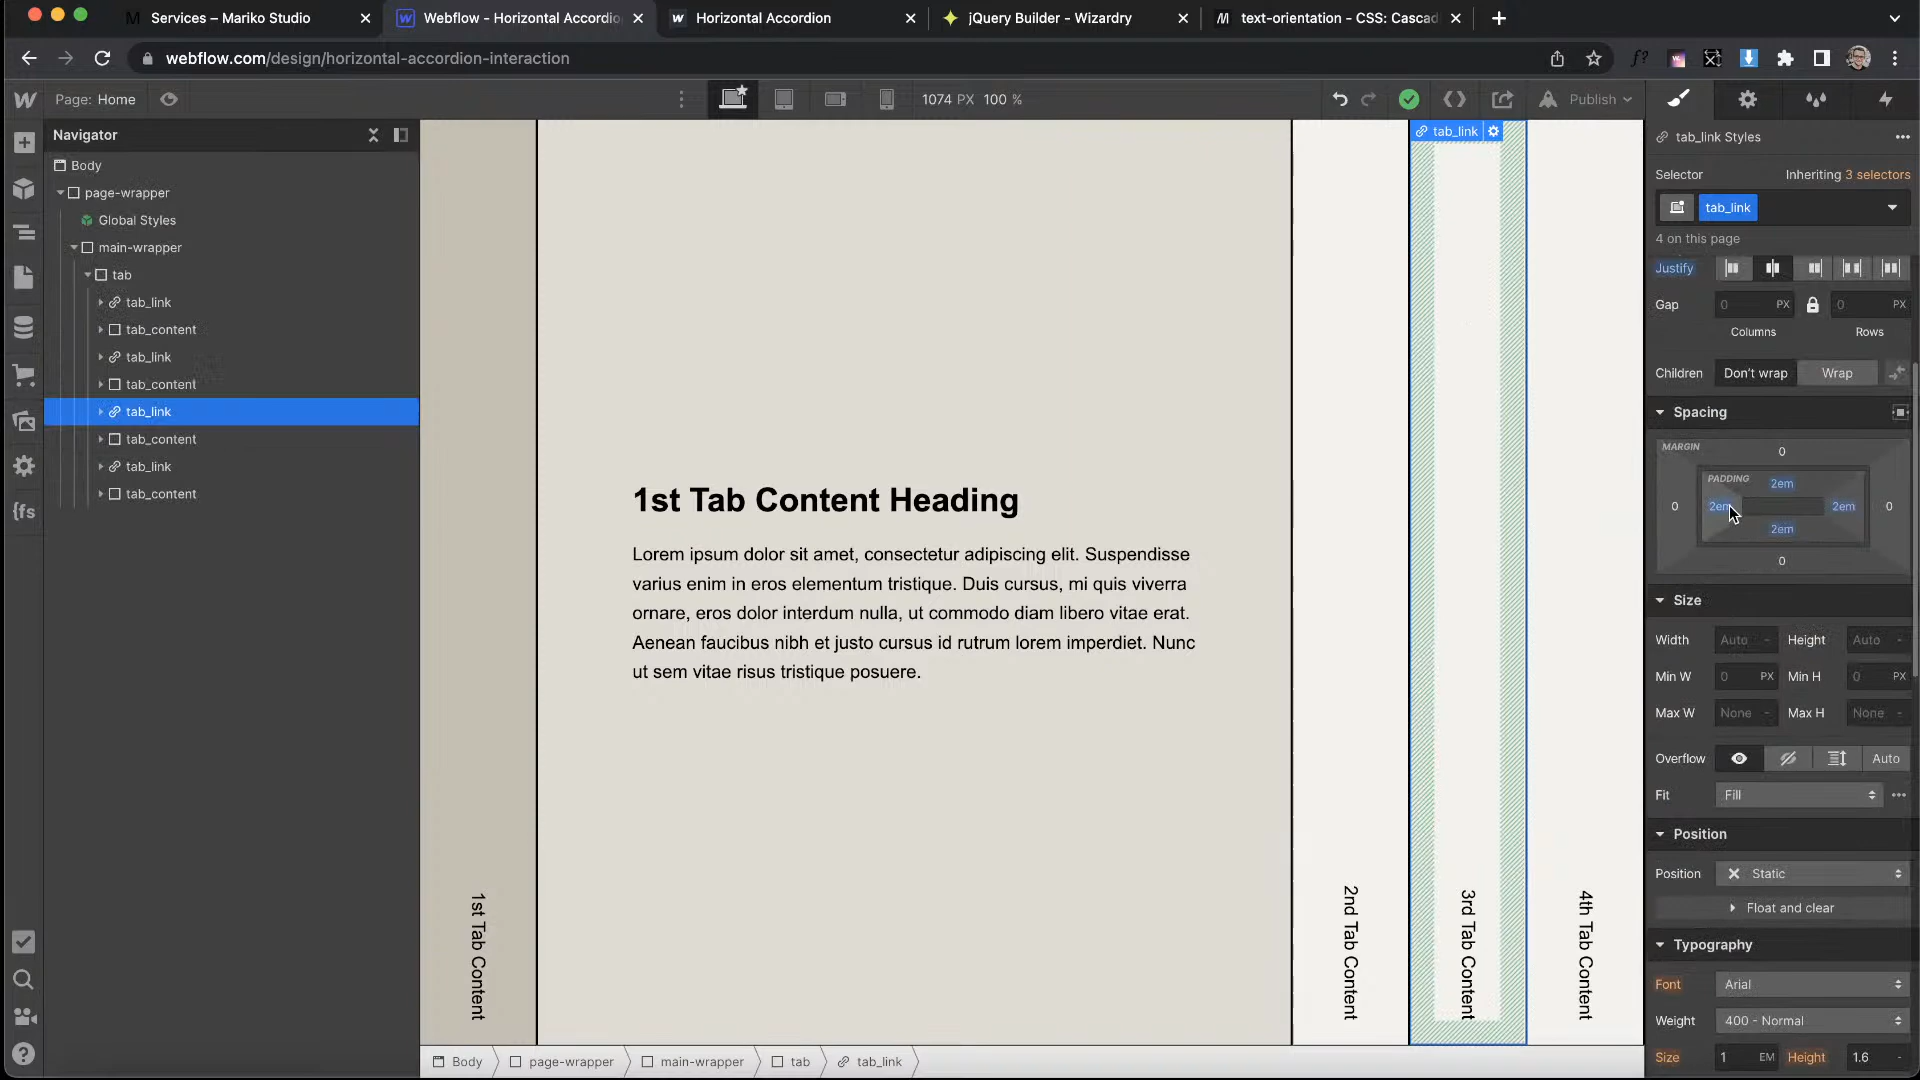 Services – Mariko Studio
Webflow - Horizontal Accordio
Horizontal Accordion
jQuery Builder - Wizardry
text-orientation - CSS: Cascad
webflow.com/design/horizontal-accordion-interaction
Page: Home
1074 PX 100 %
Publish
Navigator
Body
page-wrapper
Global Styles
main-wrapper
tab
tab_link
tab_content
tab_link
tab_content
tab_link
tab_content
tab_link
tab_content
{fs
1st Tab Content
1st Tab Content Heading
Lorem ipsum dolor sit amet, consectetur adipiscing elit. Suspendisse
varius enim in eros elementum tristique. Duis cursus, mi quis viverra
ornare, eros dolor interdum nulla, ut commodo diam libero vitae erat.
Aenean faucibus nibh et justo cursus id rutrum lorem imperdiet. Nunc
ut sem vitae risus tristique posuere.
2nd Tab Content
tab_link
3rd Tab Content
4th Tab Content
Body
page-wrapper
main-wrapper
tab
tab_link
tab_link Styles
Selector
Inheriting 3 selectors
tab_link
4 on this page
Justify
Gap
0 PX
0 PX
Columns
Rows
Children
Don't wrap
Wrap
Spacing
MARGIN
0
PADDING
2em
0
2em
2em
0
2em
0
Size
Width Auto - Height Auto -
Min W 0 PX Min H 0 PX
Max W None - Max H None -
Overflow
Auto
Fit
Fill
Position
Position
Static
Float and clear
Typography
Font
Arial
Weight
400 - Normal
Size 1 EM Height 1.6 -